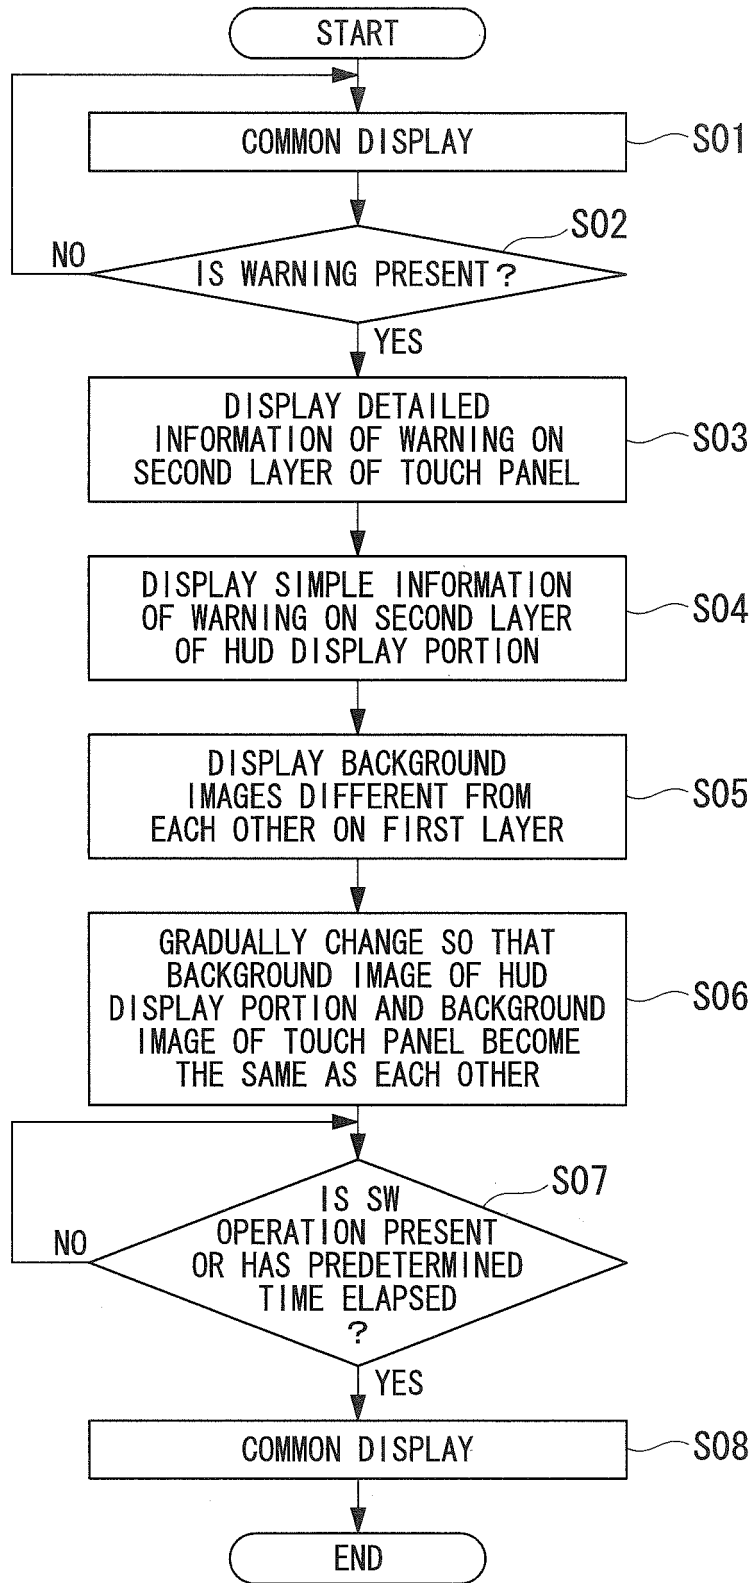 START
COMMON DISPLAY
S01
S02
NO
IS WARNING PRESENT?
YES
DISPLAY DETAILED
INFORMATION OF WARNING ON
SECOND LAYER OF TOUCH PANEL
S03
DISPLAY SIMPLE INFORMATION
OF WARNING ON SECOND LAYER
OF HUD DISPLAY PORTION
S04
DISPLAY BACKGROUND
IMAGES DIFFERENT FROM
EACH OTHER ON FIRST LAYER
S05
GRADUALLY CHANGE SO THAT
BACKGROUND IMAGE OF HUD
DISPLAY PORTION AND BACKGROUND
IMAGE OF TOUCH PANEL BECOME
THE SAME AS EACH OTHER
S06
S07
NO
IS SW
OPERATION PRESENT
OR HAS PREDETERMINED
TIME ELAPSED
?
YES
COMMON DISPLAY
S08
END